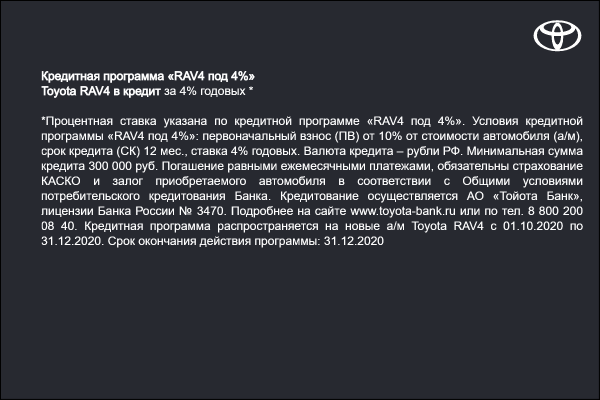 Кредитная программа «RAV4 под 4%»
Toyota RAV4 в кредит за 4% годовых *
*Процентная ставка указана по кредитной программе «RAV4 под 4%». Условия кредитной
программы «RAV4 под 4%»: первоначальный взнос (ПВ) от 10% от стоимости автомобиля (а/м),
срок кредита (СК) 12 мес., ставка 4% годовых. Валюта кредита – рубли РФ. Минимальная сумма
кредита 300 000 руб. Погашение равными ежемесячными платежами, обязательны страхование
КАСКО и залог приобретаемого автомобиля в соответствии с Общими условиями
потребительского кредитования Банка. Кредитование осуществляется АО «Тойота Банк»,
лицензии Банка России № 3470. Подробнее на сайте www.toyota-bank.ru или по тел. 8 800 200
08 40. Кредитная программа распространяется на новые а/м Toyota RAV4 с 01.10.2020 по
31.12.2020. Срок окончания действия программы: 31.12.2020